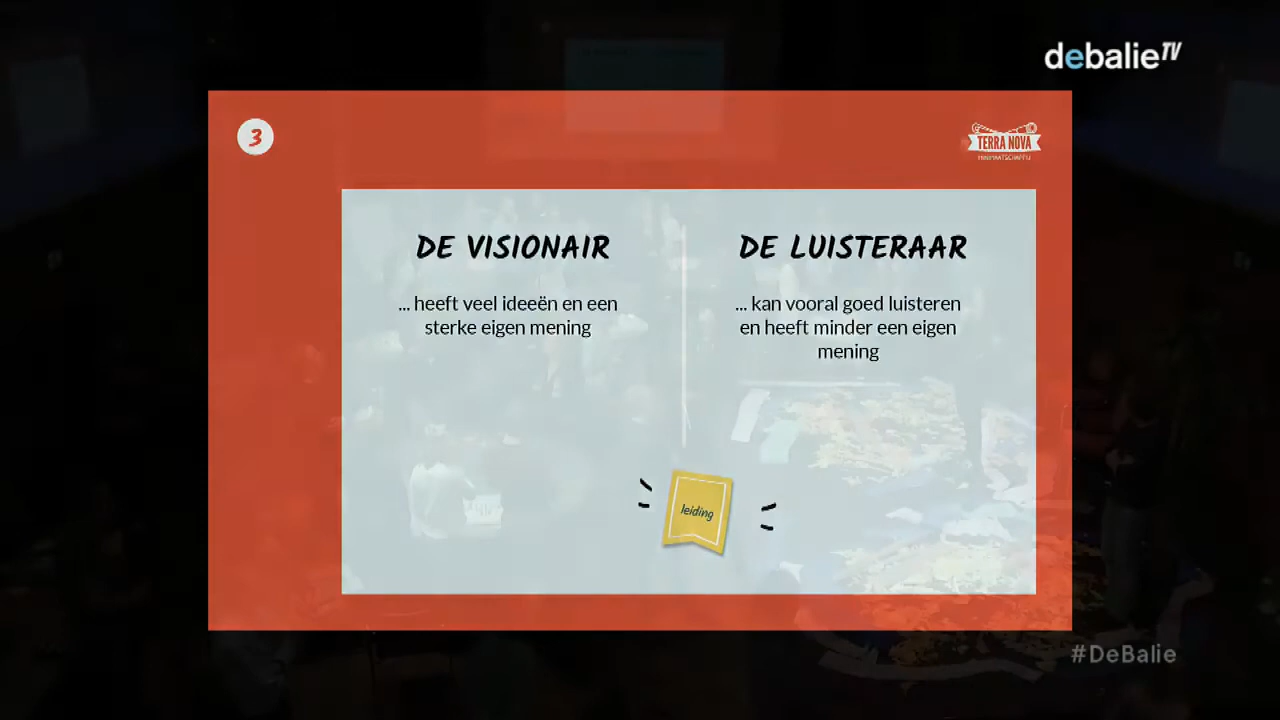 debalieTV
3
TERRA NOVA
MINIMAATSCHAPPIJ
DE VISIONAIR
... heeft veel ideeën en een
sterke eigen mening
DE LUISTERAAR
... kan vooral goed luisteren
en heeft minder een eigen
mening
leiding
#DeBalie